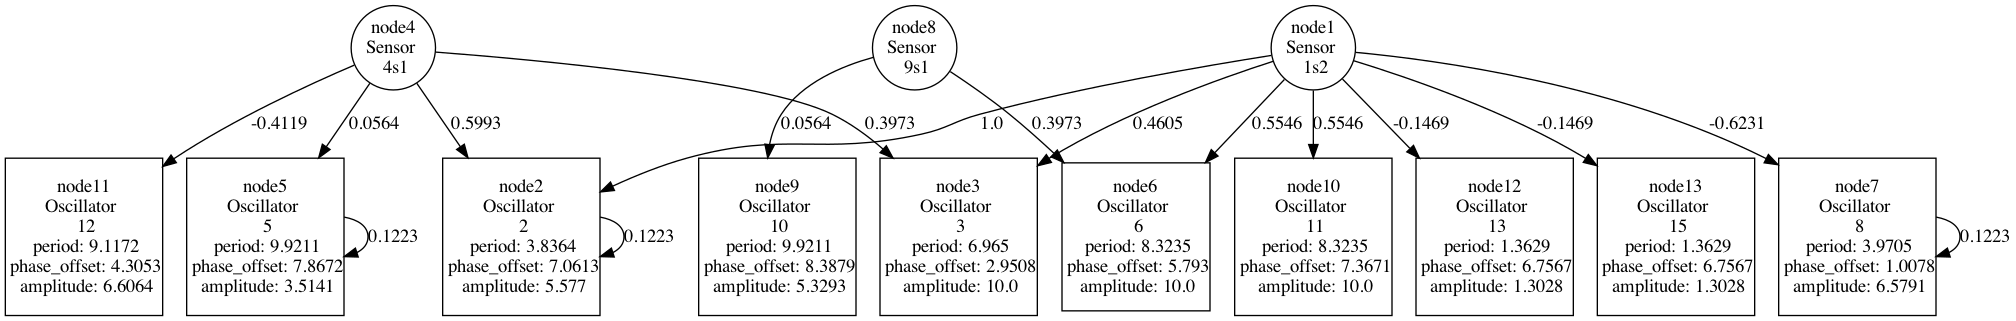 node4
Sensor
4s1
node8
Sensor
9s1
node1
Sensor
1s2
-0.4119
0.0564
0.5993
0.3973
0.0564
1.0
0.3973
0.4605
0.5546
0.5546
-0.1469
-0.1469
-0.6231
node11
Oscillator
12
period: 9.1172
phase_offset: 4.3053
amplitude: 6.6064
node5
Oscillator
5
period: 9.9211
phase_offset: 7.8672
amplitude: 3.5141
0.1223
node2
Oscillator
2
period: 3.8364
phase_offset: 7.0613
amplitude: 5.577
0.1223
node9
Oscillator
10
period: 9.9211
phase_offset: 8.3879
amplitude: 5.3293
node3
Oscillator
3
period: 6.965
phase_offset: 2.9508
amplitude: 10.0
node6
Oscillator
6
period: 8.3235
phase_offset: 5.793
amplitude: 10.0
node10
Oscillator
11
period: 8.3235
phase_offset: 7.3671
amplitude: 10.0
node12
Oscillator
13
period: 1.3629
phase_offset: 6.7567
amplitude: 1.3028
node13
Oscillator
15
period: 1.3629
phase_offset: 6.7567
amplitude: 1.3028
node7
Oscillator
8
period: 3.9705
phase_offset: 1.0078
amplitude: 6.5791
0.1223